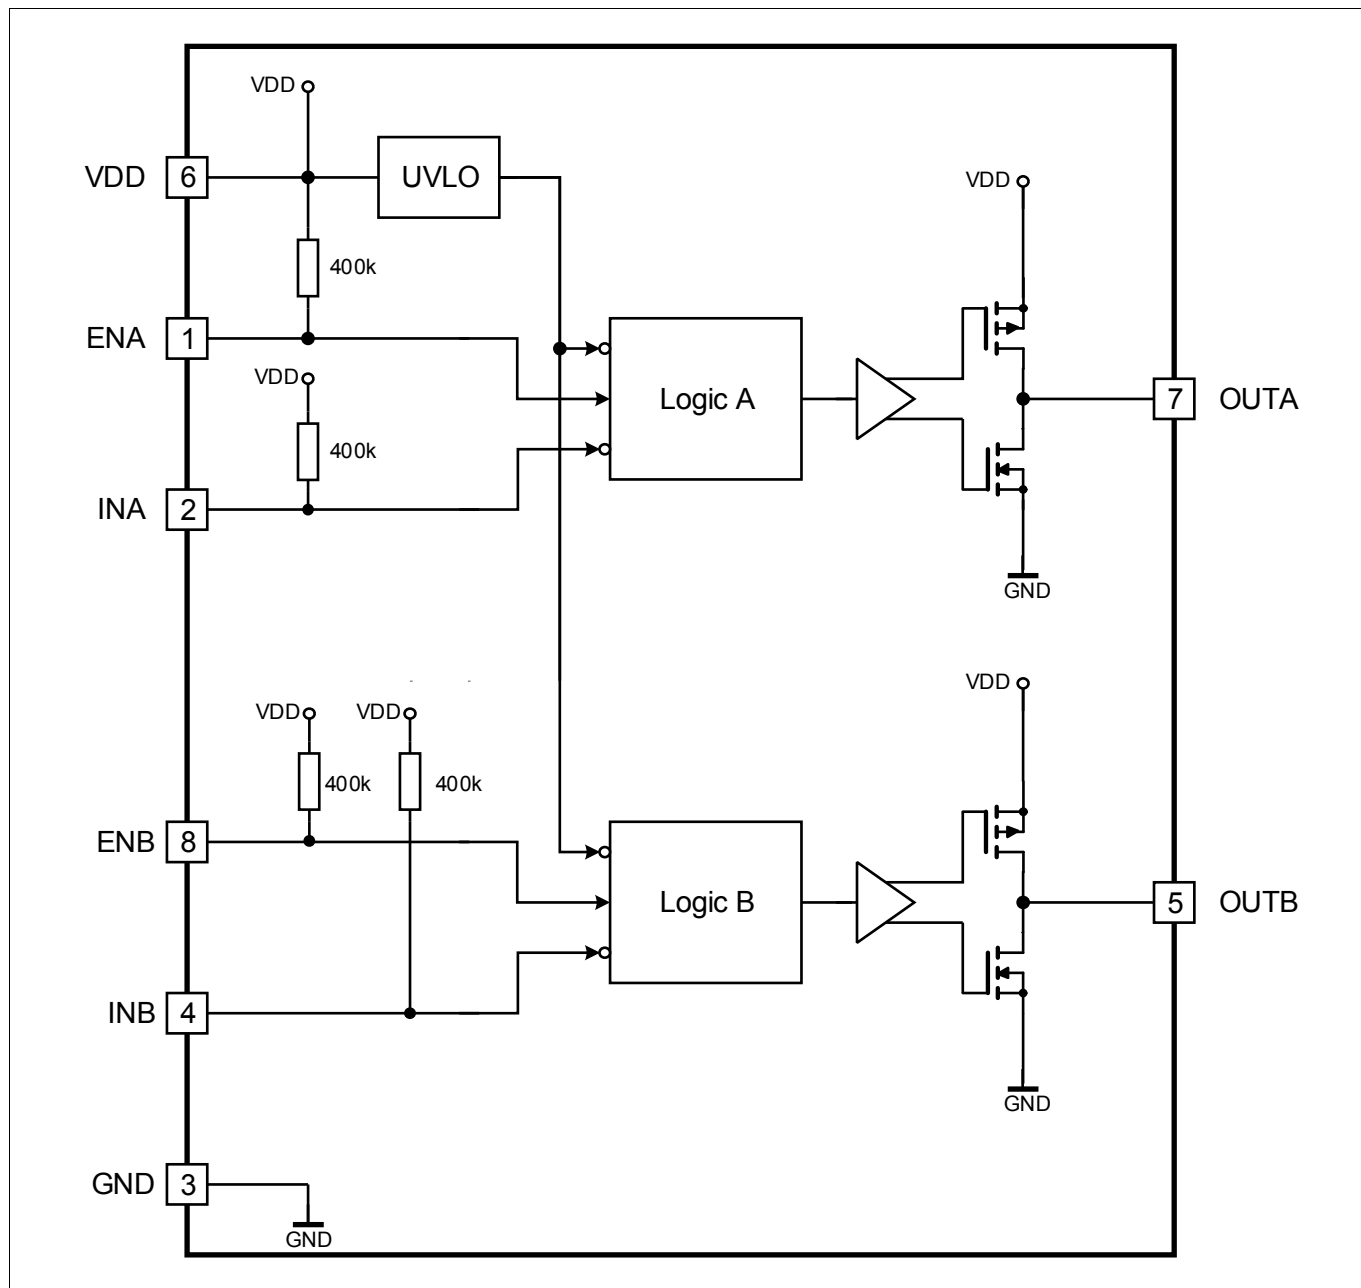 VDD
VDD 6 UVLO VDD
400k
ENA 1
VDD
Logic A 7 OUTA
400k
INA 2
GND
VDD
VDD VDD
400k 400k
ENB 8
Logic B 5 OUTB
INB 4
GND
GND 3
GND